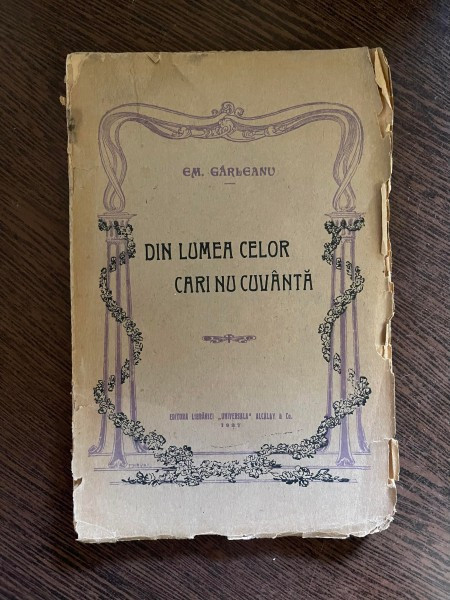 EM. GÂRLEANU
DIN LUMEA CELOR
CARI NU CUVÂNTĂ
EDITURA LIBRĂRIEI „UNIVERSALA“ ALCALAY & Co.